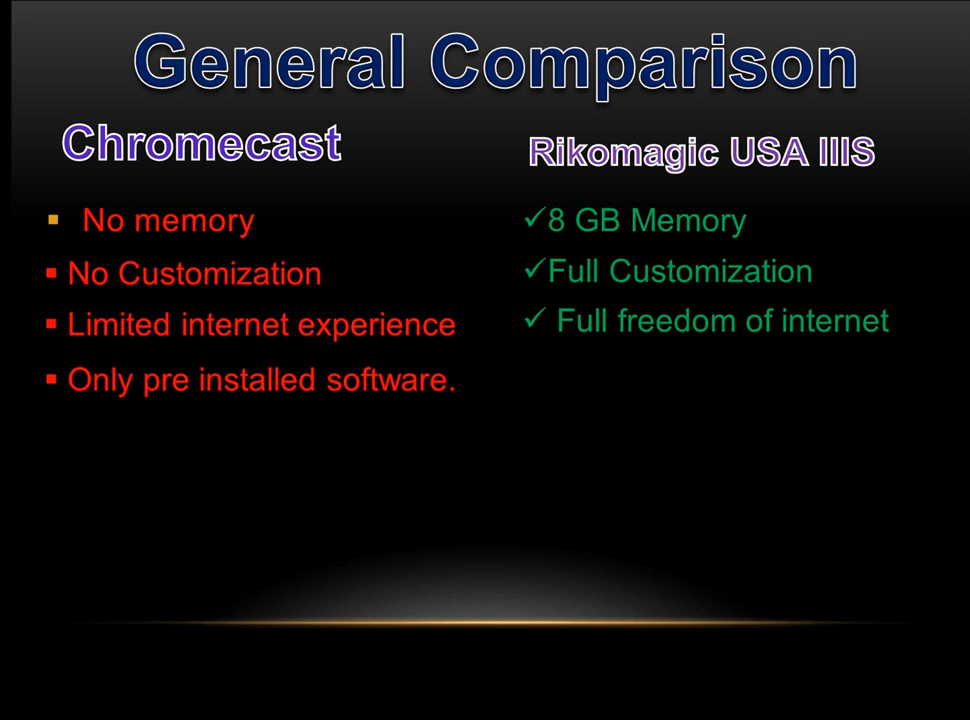 General Comparison
Chromecast
▪ No memory
▪ No Customization
▪ Limited internet experience
▪ Only pre installed software.
Rikomagic USA IIIS
✓8 GB Memory
✓Full Customization
✓ Full freedom of internet